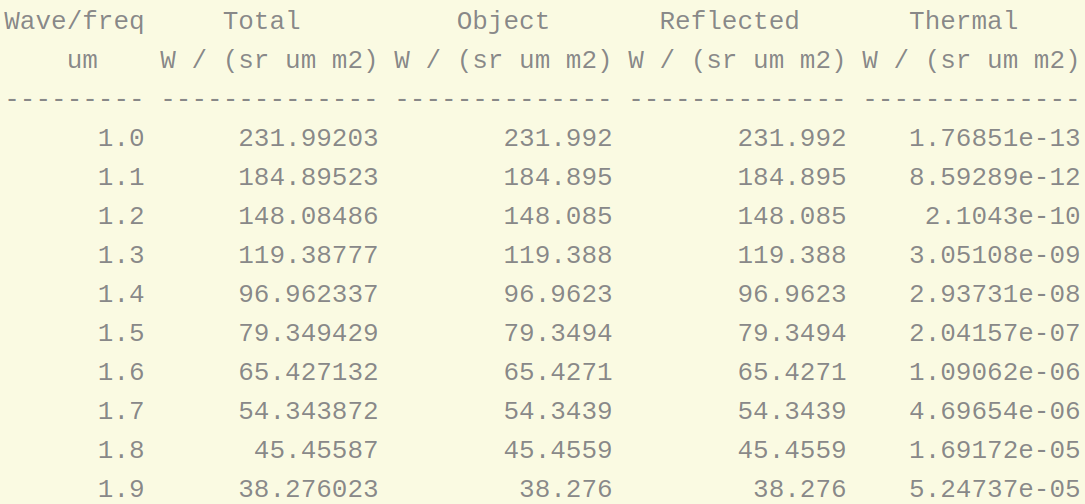 Wave/freq     Total          Object       Reflected       Thermal
    um    W / (sr um m2) W / (sr um m2) W / (sr um m2) W / (sr um m2)
--------- -------------- -------------- -------------- --------------
      1.0      231.99203        231.992        231.992    1.76851e-13
      1.1      184.89523        184.895        184.895    8.59289e-12
      1.2      148.08486        148.085        148.085     2.1043e-10
      1.3      119.38777        119.388        119.388    3.05108e-09
      1.4      96.962337        96.9623        96.9623    2.93731e-08
      1.5      79.349429        79.3494        79.3494    2.04157e-07
      1.6      65.427132        65.4271        65.4271    1.09062e-06
      1.7      54.343872        54.3439        54.3439    4.69654e-06
      1.8       45.45587        45.4559        45.4559    1.69172e-05
      1.9      38.276023         38.276         38.276    5.24737e-05